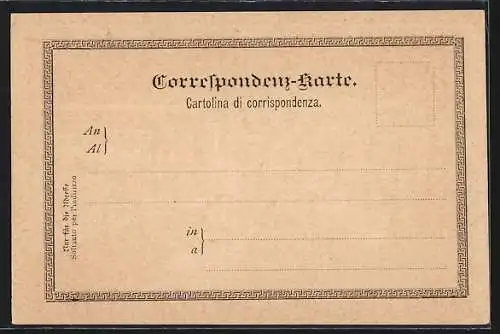 Correspondenz-Karte.
Cartolina di corrispondenza.
An
Al
in
a
Nur für die Adresse
Soltanto per l'indirizzo